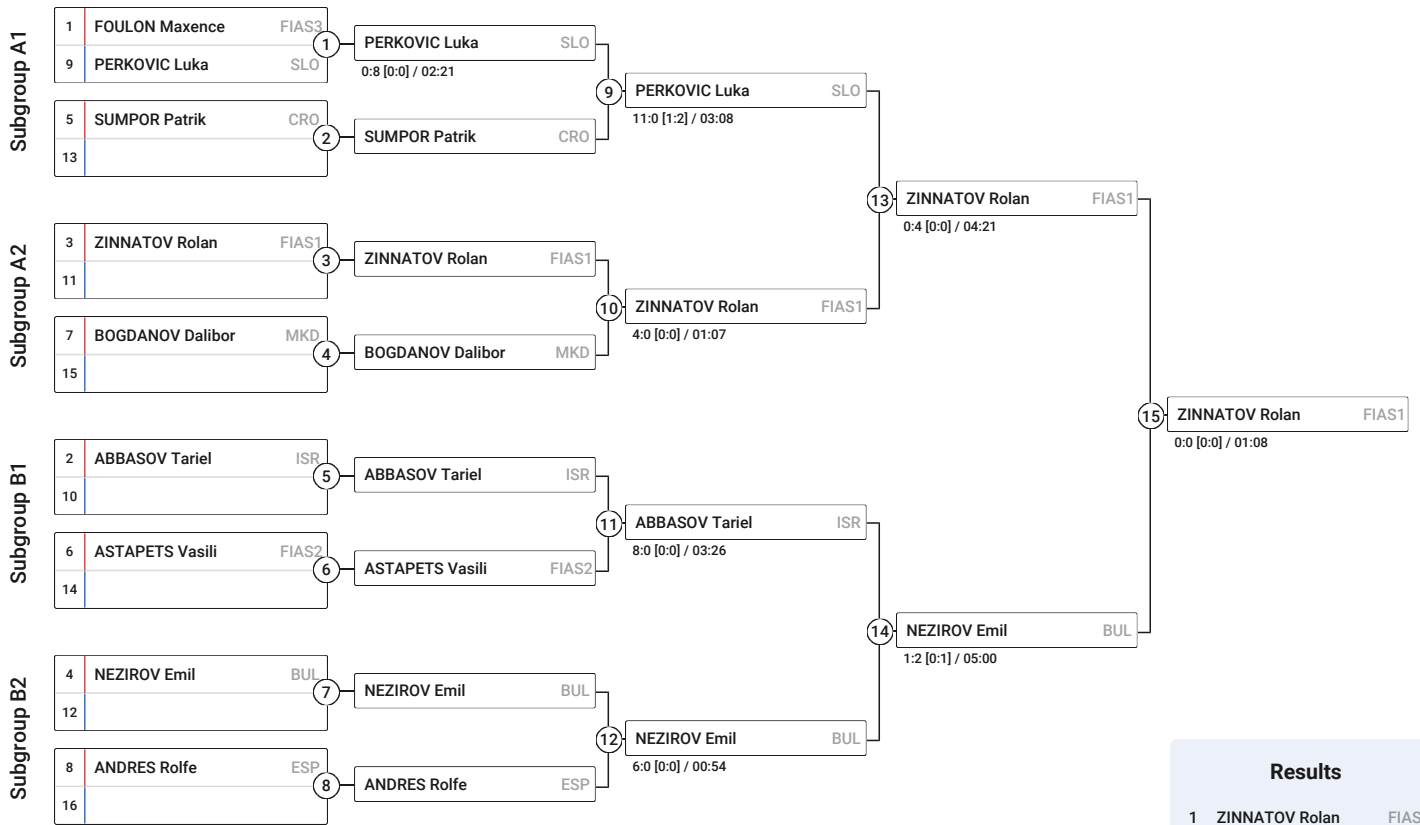 Subgroup A1
1 FOULON Maxence FIAS3
9 PERKOVIC Luka SLO
1
PERKOVIC Luka SLO
0:8 [0:0] / 02:21
5 SUMPOR Patrik CRO
13
2
SUMPOR Patrik CRO
9
PERKOVIC Luka SLO
11:0 [1:2] / 03:08
Subgroup A2
3 ZINNATOV Rolan FIAS1
11
3
ZINNATOV Rolan FIAS1
7 BOGDANOV Dalibor MKD
15
4
BOGDANOV Dalibor MKD
10
ZINNATOV Rolan FIAS1
4:0 [0:0] / 01:07
13
ZINNATOV Rolan FIAS1
0:4 [0:0] / 04:21
Subgroup B1
2 ABBASOV Tariel ISR
10
5
ABBASOV Tariel ISR
6 ASTAPETS Vasili FIAS2
14
6
ASTAPETS Vasili FIAS2
11
ABBASOV Tariel ISR
8:0 [0:0] / 03:26
Subgroup B2
4 NEZIROV Emil BUL
12
7
NEZIROV Emil BUL
8 ANDRES Rolfe ESP
16
8
ANDRES Rolfe ESP
12
NEZIROV Emil BUL
6:0 [0:0] / 00:54
14
NEZIROV Emil BUL
1:2 [0:1] / 05:00
15
ZINNATOV Rolan FIAS1
0:0 [0:0] / 01:08
Results
1 ZINNATOV Rolan FIAS